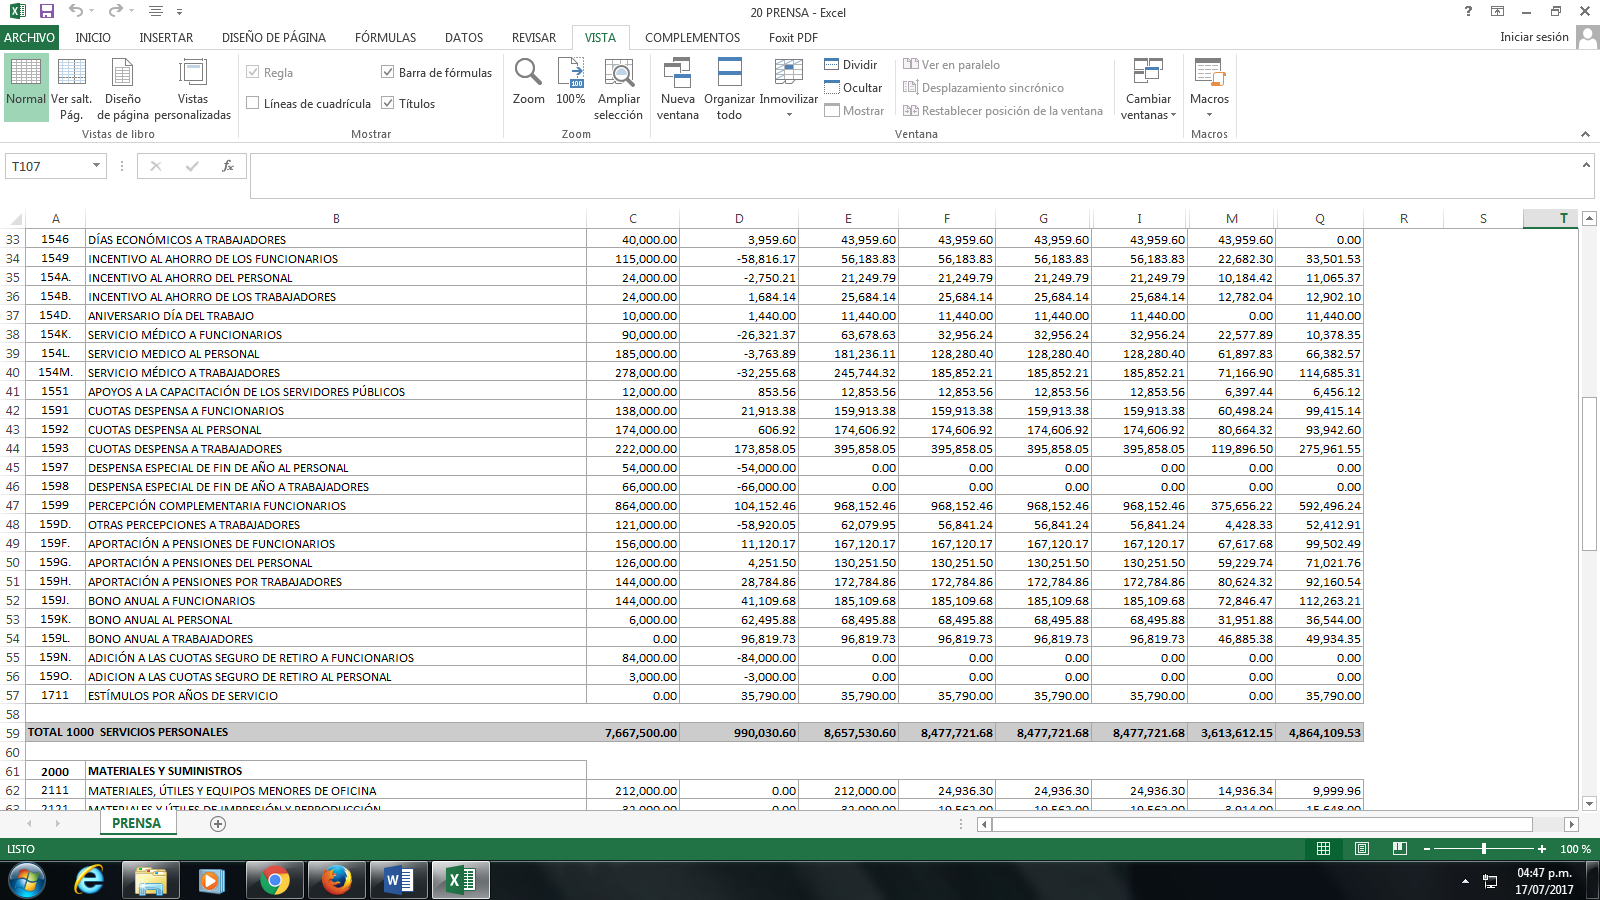 20 PRENSA - Excel
ARCHIVO INICIO INSERTAR DISEÑO DE PÁGINA FÓRMULAS DATOS REVISAR VISTA COMPLEMENTOS Foxit PDF Iniciar sesión
Normal Ver salt. Pág. Diseño de página Vistas personalizadas
Vistas de libro
Regla Barra de fórmulas
Líneas de cuadrícula Títulos
Mostrar
Zoom 100% Ampliar selección
Zoom
Nueva ventana Organizar todo Inmovilizar
Dividir
Ocultar
Mostrar
Ver en paralelo
Desplazamiento sincrónico
Restablecer posición de la ventana
Cambiar ventanas
Ventana
Macros
Macros
T107 fx
A B C D E F G I M Q R S T
33 1546 DÍAS ECONÓMICOS A TRABAJADORES 40,000.00 3,959.60 43,959.60 43,959.60 43,959.60 43,959.60 43,959.60 0.00
34 1549 INCENTIVO AL AHORRO DE LOS FUNCIONARIOS 115,000.00 -58,816.17 56,183.83 56,183.83 56,183.83 56,183.83 22,682.30 33,501.53
35 154A. INCENTIVO AL AHORRO DEL PERSONAL 24,000.00 -2,750.21 21,249.79 21,249.79 21,249.79 21,249.79 10,184.42 11,065.37
36 154B. INCENTIVO AL AHORRO DE LOS TRABAJADORES 24,000.00 1,684.14 25,684.14 25,684.14 25,684.14 25,684.14 12,782.04 12,902.10
37 154D. ANIVERSARIO DÍA DEL TRABAJO 10,000.00 1,440.00 11,440.00 11,440.00 11,440.00 11,440.00 0.00 11,440.00
38 154K. SERVICIO MÉDICO A FUNCIONARIOS 90,000.00 -26,321.37 63,678.63 32,956.24 32,956.24 32,956.24 22,577.89 10,378.35
39 154L. SERVICIO MEDICO AL PERSONAL 185,000.00 -3,763.89 181,236.11 128,280.40 128,280.40 128,280.40 61,897.83 66,382.57
40 154M. SERVICIO MÉDICO A TRABAJADORES 278,000.00 -32,255.68 245,744.32 185,852.21 185,852.21 185,852.21 71,166.90 114,685.31
41 1551 APOYOS A LA CAPACITACIÓN DE LOS SERVIDORES PÚBLICOS 12,000.00 853.56 12,853.56 12,853.56 12,853.56 12,853.56 6,397.44 6,456.12
42 1591 CUOTAS DESPENSA A FUNCIONARIOS 138,000.00 21,913.38 159,913.38 159,913.38 159,913.38 159,913.38 60,498.24 99,415.14
43 1592 CUOTAS DESPENSA AL PERSONAL 174,000.00 606.92 174,606.92 174,606.92 174,606.92 174,606.92 80,664.32 93,942.60
44 1593 CUOTAS DESPENSA A TRABAJADORES 222,000.00 173,858.05 395,858.05 395,858.05 395,858.05 395,858.05 119,896.50 275,961.55
45 1597 DESPENSA ESPECIAL DE FIN DE AÑO AL PERSONAL 54,000.00 -54,000.00 0.00 0.00 0.00 0.00 0.00 0.00
46 1598 DESPENSA ESPECIAL DE FIN DE AÑO A TRABAJADORES 66,000.00 -66,000.00 0.00 0.00 0.00 0.00 0.00 0.00
47 1599 PERCEPCIÓN COMPLEMENTARIA FUNCIONARIOS 864,000.00 104,152.46 968,152.46 968,152.46 968,152.46 968,152.46 375,656.22 592,496.24
48 159D. OTRAS PERCEPCIONES A TRABAJADORES 121,000.00 -58,920.05 62,079.95 56,841.24 56,841.24 56,841.24 4,428.33 52,412.91
49 159F. APORTACIÓN A PENSIONES DE FUNCIONARIOS 156,000.00 11,120.17 167,120.17 167,120.17 167,120.17 167,120.17 67,617.68 99,502.49
50 159G. APORTACIÓN A PENSIONES DEL PERSONAL 126,000.00 4,251.50 130,251.50 130,251.50 130,251.50 130,251.50 59,229.74 71,021.76
51 159H. APORTACIÓN A PENSIONES POR TRABAJADORES 144,000.00 28,784.86 172,784.86 172,784.86 172,784.86 172,784.86 80,624.32 92,160.54
52 159J. BONO ANUAL A FUNCIONARIOS 144,000.00 41,109.68 185,109.68 185,109.68 185,109.68 185,109.68 72,846.47 112,263.21
53 159K. BONO ANUAL AL PERSONAL 6,000.00 62,495.88 68,495.88 68,495.88 68,495.88 68,495.88 31,951.88 36,544.00
54 159L. BONO ANUAL A TRABAJADORES 0.00 96,819.73 96,819.73 96,819.73 96,819.73 96,819.73 46,885.38 49,934.35
55 159N. ADICIÓN A LAS CUOTAS SEGURO DE RETIRO A FUNCIONARIOS 84,000.00 -84,000.00 0.00 0.00 0.00 0.00 0.00 0.00
56 159O. ADICION A LAS CUOTAS SEGURO DE RETIRO AL PERSONAL 3,000.00 -3,000.00 0.00 0.00 0.00 0.00 0.00 0.00
57 1711 ESTÍMULOS POR AÑOS DE SERVICIO 0.00 35,790.00 35,790.00 35,790.00 35,790.00 35,790.00 0.00 35,790.00
58
59 TOTAL 1000 SERVICIOS PERSONALES 7,667,500.00 990,030.60 8,657,530.60 8,477,721.68 8,477,721.68 8,477,721.68 3,613,612.15 4,864,109.53
60
61 2000 MATERIALES Y SUMINISTROS
62 2111 MATERIALES, ÚTILES Y EQUIPOS MENORES DE OFICINA 212,000.00 0.00 212,000.00 24,936.30 24,936.30 24,936.30 14,936.34 9,999.96
63 2121 MATERIALES Y ÚTILES DE IMPRESIÓN Y REPRODUCCIÓN 32,000.00 0.00 32,000.00 19,562.00 19,562.00 19,562.00 3,914.00 15,648.00
PRENSA
LISTO 100 %
04:47 p.m.
17/07/2017